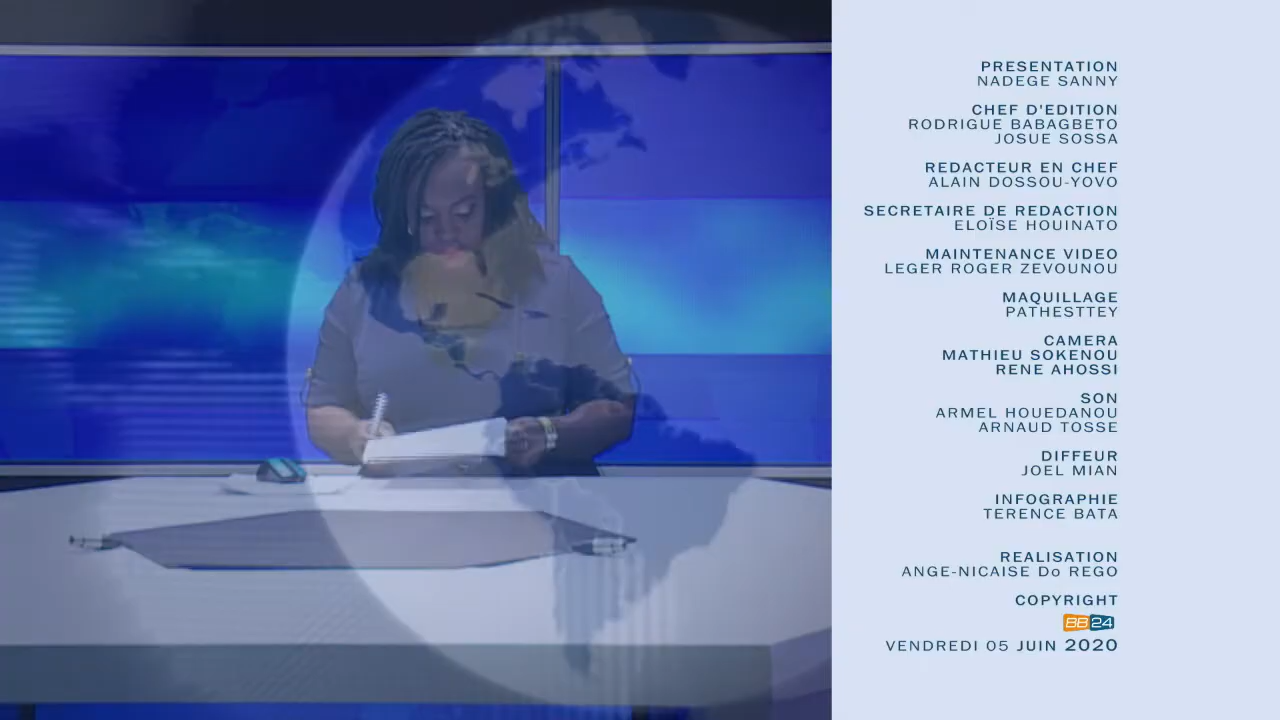 PRESENTATION
NADEGE SANNY
CHEF D'EDITION
RODRIGUE BABAGBETO
JOSUE SOSSA
REDACTEUR EN CHEF
ALAIN DOSSOU-YOVO
SECRETAIRE DE REDACTION
ELOÏSE HOUINATO
MAINTENANCE VIDEO
LEGER ROGER ZEVOUNOU
MAQUILLAGE
PATHESTTEY
CAMERA
MATHIEU SOKENOU
RENE AHOSSI
SON
ARMEL HOUEDANOU
ARNAUD TOSSE
DIFFEUR
JOEL MIAN
INFOGRAPHIE
TERENCE BATA
REALISATION
ANGE-NICAISE Do REGO
COPYRIGHT
BB24
VENDREDI 05 JUIN 2020